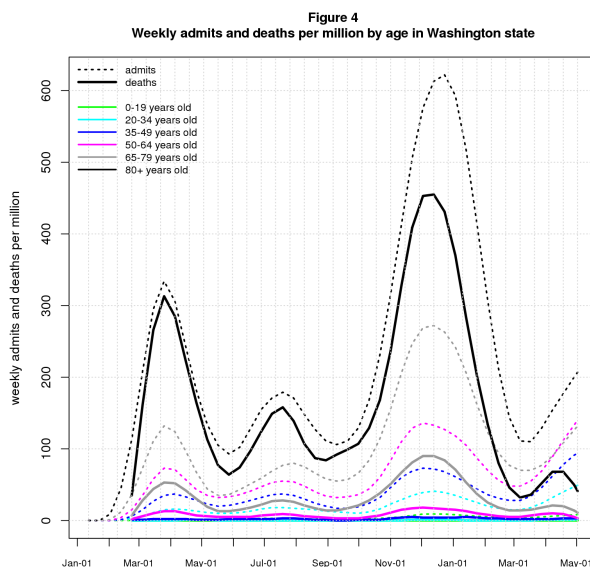 Figure 4
Weekly admits and deaths per million by age in Washington state
admits
deaths
0-19 years old
20-34 years old
35-49 years old
50-64 years old
65-79 years old
80+ years old
weekly admits and deaths per million
600
500
400
300
200
100
0
Jan-01 Mar-01 May-01 Jul-01 Sep-01 Nov-01 Jan-01 Mar-01 May-01